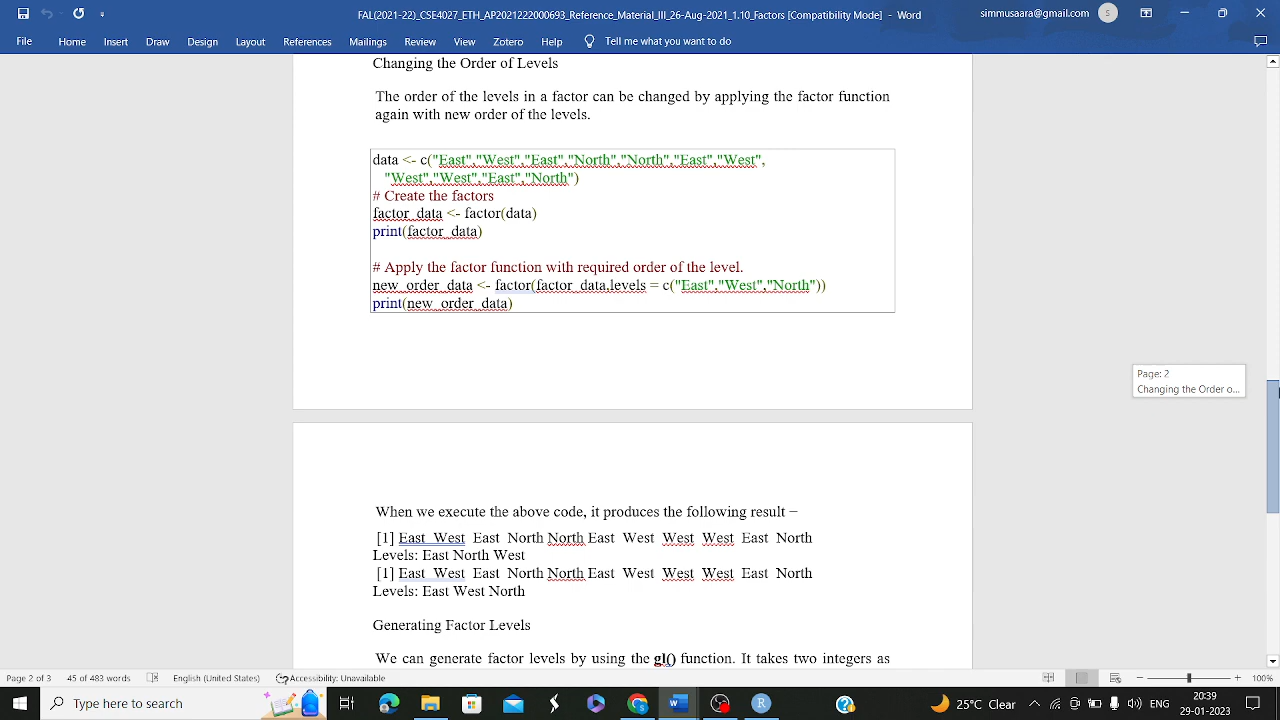 FAL(2021-22)_CSE4027_ETH_AP2021222000693_Reference_Material_III_26-Aug-2021_1.10_Factors [Compatibility Mode] - Word
simmusaara@gmail.com
S
File Home Insert Draw Design Layout References Mailings Review View Zotero Help Tell me what you want to do
Changing the Order of Levels
The order of the levels in a factor can be changed by applying the factor function
again with new order of the levels.
data <- c("East","West","East","North","North","East","West",
"West","West","East","North")
# Create the factors
factor_data <- factor(data)
print(factor_data)
# Apply the factor function with required order of the level.
new_order_data <- factor(factor_data,levels = c("East","West","North"))
print(new_order_data)
Page: 2
Changing the Order o...
When we execute the above code, it produces the following result −
[1] East West East North North East West West West East North
Levels: East North West
[1] East West East North North East West West West East North
Levels: East West North
Generating Factor Levels
We can generate factor levels by using the gl() function. It takes two integers as
Page 2 of 3 45 of 483 words English (United States) Accessibility: Unavailable 100%
Type here to search
25°C Clear
ENG
20:39
29-01-2023